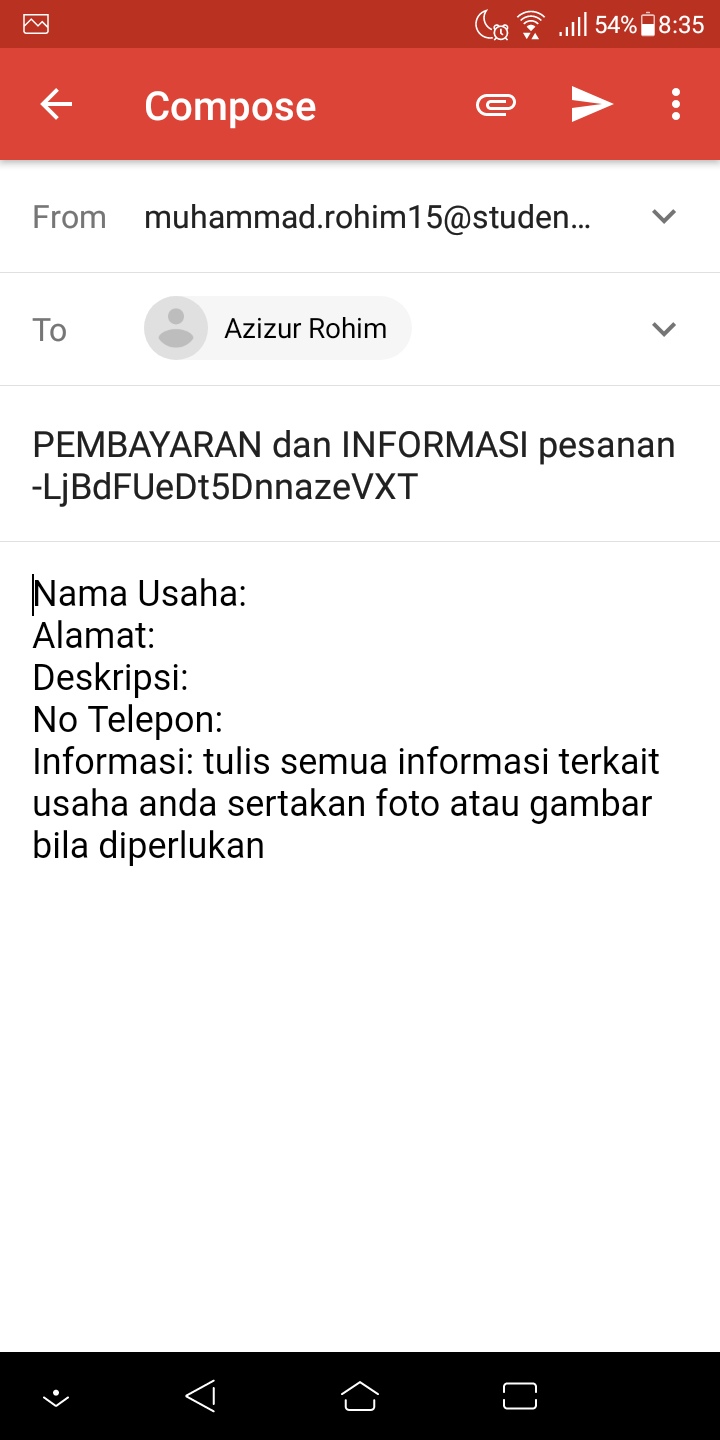 54% 8:35
Compose
From muhammad.rohim15@studen...
To Azizur Rohim
PEMBAYARAN dan INFORMASI pesanan
-LjBdFUeDt5DnnazeVXT
Nama Usaha:
Alamat:
Deskripsi:
No Telepon:
Informasi: tulis semua informasi terkait
usaha anda sertakan foto atau gambar
bila diperlukan